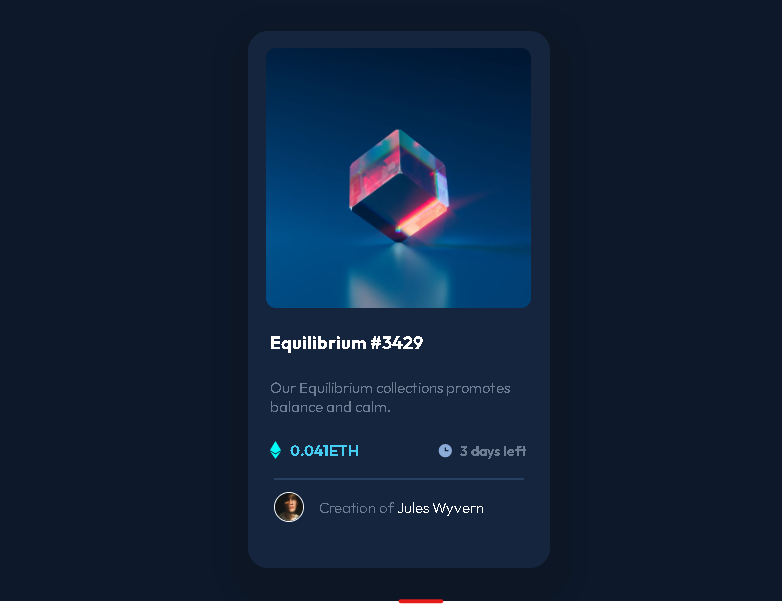 Equilibrium #3429
Our Equilibrium collections promotes
balance and calm.
0.041ETH
3 days left
Creation of Jules Wyvern